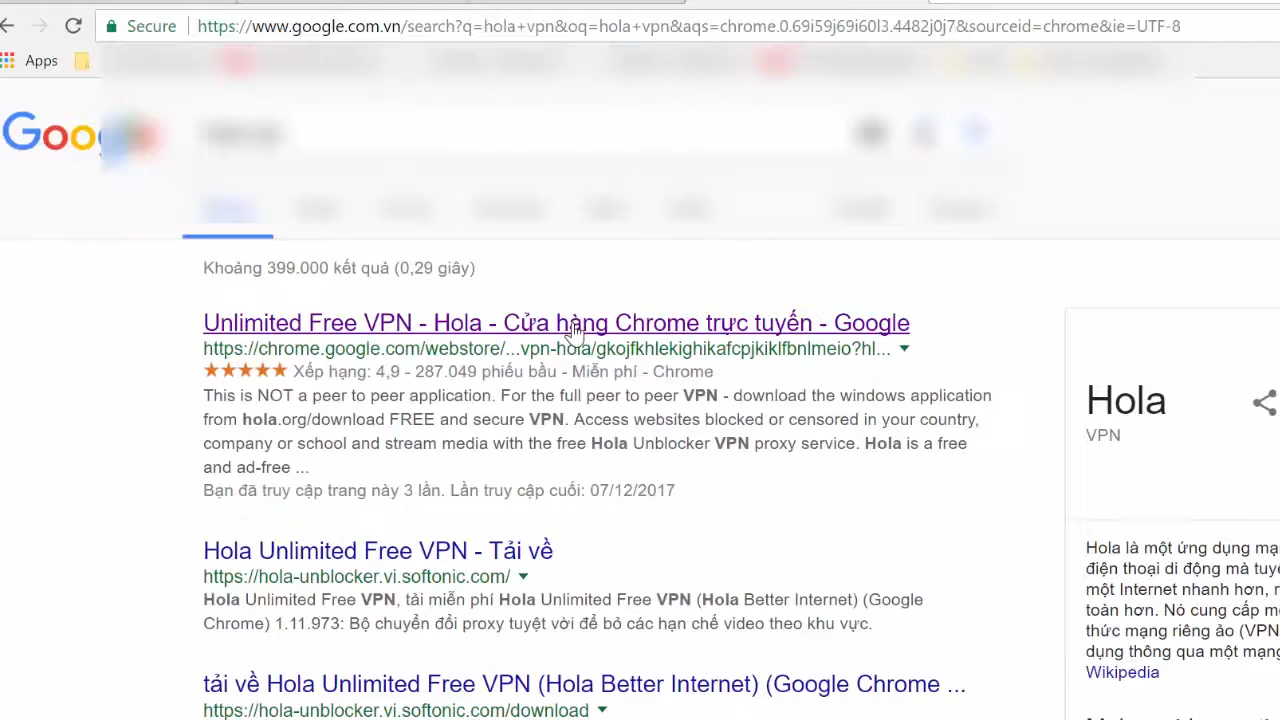 Secure https://www.google.com.vn/search?q=hola+vpn&oq=hola+vpn&aqs=chrome.0.69i59j69i60l3.4482j0j7&sourceid=chrome&ie=UTF-8
Apps
Goo
Khoảng 399.000 kết quả (0,29 giây)
Unlimited Free VPN - Hola - Cửa hàng Chrome trực tuyến - Google
https://chrome.google.com/webstore/...vpn-hola/gkojfkhlekighikafcpjkiklfbnlmeio?hl...
Xếp hạng: 4,9 - 287.049 phiếu bầu - Miễn phí - Chrome
This is NOT a peer to peer application. For the full peer to peer VPN - download the windows application
from hola.org/download FREE and secure VPN. Access websites blocked or censored in your country,
company or school and stream media with the free Hola Unblocker VPN proxy service. Hola is a free
and ad-free ...
Bạn đã truy cập trang này 3 lần. Lần truy cập cuối: 07/12/2017
Hola Unlimited Free VPN - Tải về
https://hola-unblocker.vi.softonic.com/
Hola Unlimited Free VPN, tải miễn phí Hola Unlimited Free VPN (Hola Better Internet) (Google
Chrome) 1.11.973: Bộ chuyển đổi proxy tuyệt vời để bỏ các hạn chế video theo khu vực.
tải về Hola Unlimited Free VPN (Hola Better Internet) (Google Chrome ...
https://hola-unblocker.vi.softonic.com/download
Hola
VPN
Hola là một ứng dụng mạ
điện thoại di động mà tuyê
một Internet nhanh hơn, r
toàn hơn. Nó cung cấp m
thức mạng riêng ảo (VPN
dụng thông qua một mạng
Wikipedia